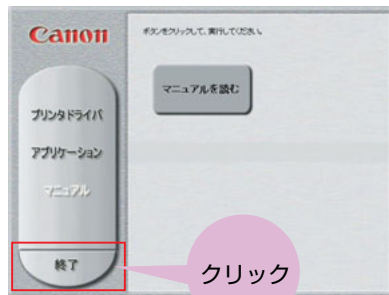 Canon
ボタンをクリックして、実行してください。
マニュアルを読む
プリンタドライバ
アプリケーション
マニュアル
終了
クリック